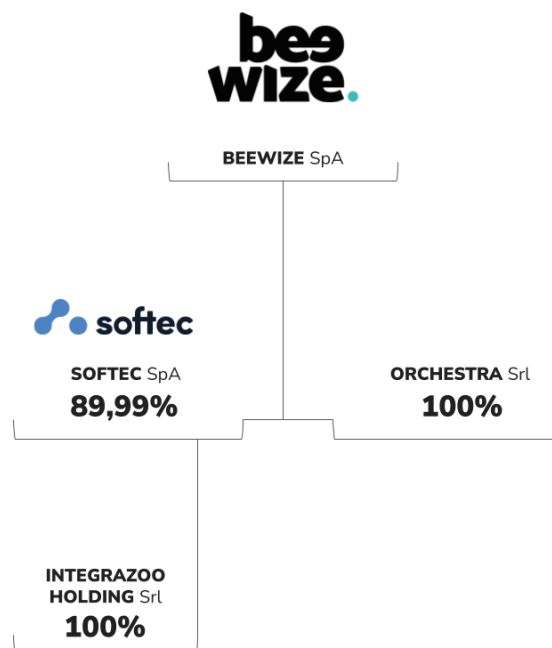 bee
wize.
BEEWIZE SpA
softec
SOFTEC SpA
89,99%
ORCHESTRA Srl
100%
INTEGRAZOO
HOLDING Srl
100%